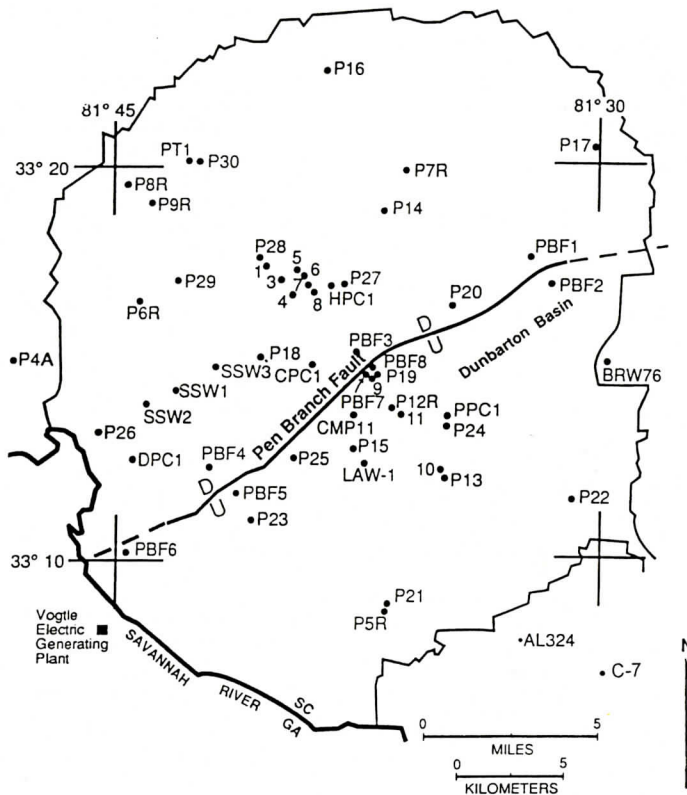 P16
81° 45
81° 30
P17
PT1
P30
33° 20
P7R
P8R
P9R
P14
P28
PBF1
1
5
6
P29
3
7
P27
4
8
HPC1
PBF2
P6R
P20
D
U
Dunbarton Basin
PBF3
P4A
P18
PBF8
SSW3
CPC1
P19
BRW76
9
SSW1
PBF7
P12R
SSW2
Pen Branch Fault
CMP11
11
PPC1
P26
P24
P15
DPC1
PBF4
P25
LAW-1
10
P13
D
U
PBF5
P22
P23
PBF6
33° 10
P21
P5R
Vogtle
Electric
Generating
Plant
AL324
SAVANNAH
RIVER
SC
GA
C-7
N
0
5
MILES
0
5
KILOMETERS